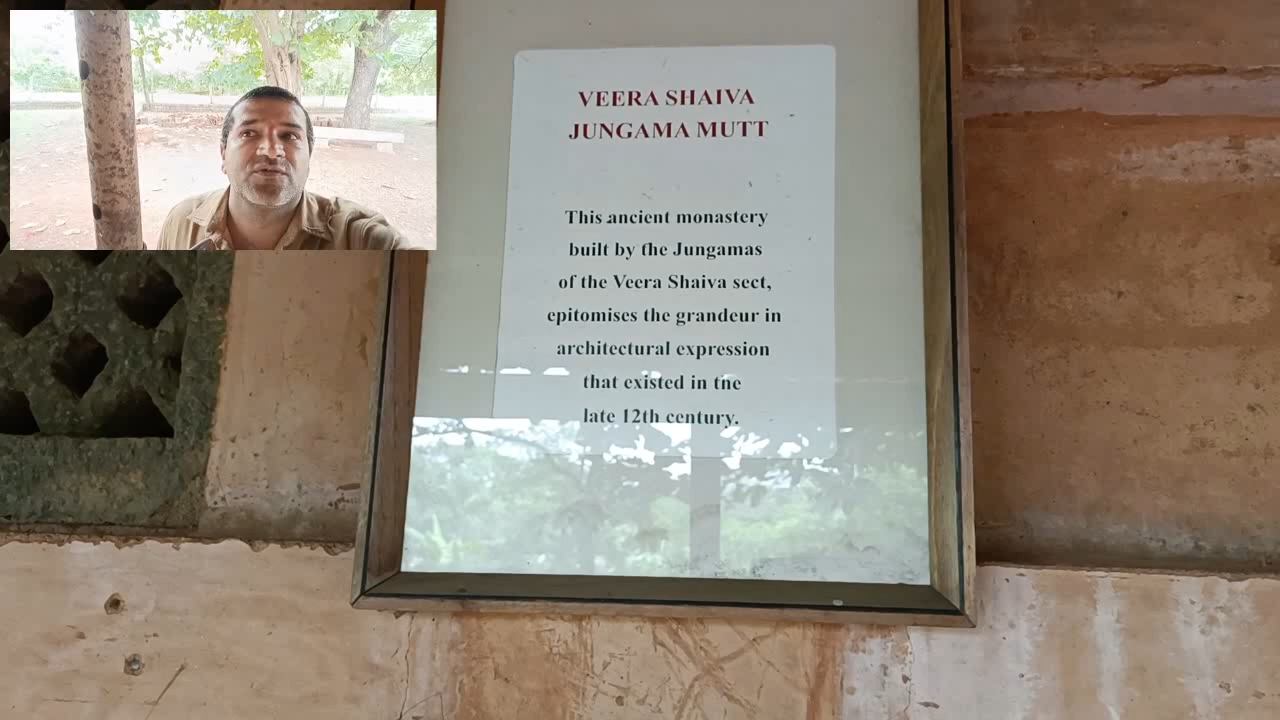 VEERA SHAIVA
JUNGAMA MUTT
This ancient monastery
built by the Jungamas
of the Veera Shaiva sect,
epitomises the grandeur in
architectural expression
that existed in the
late 12th century.